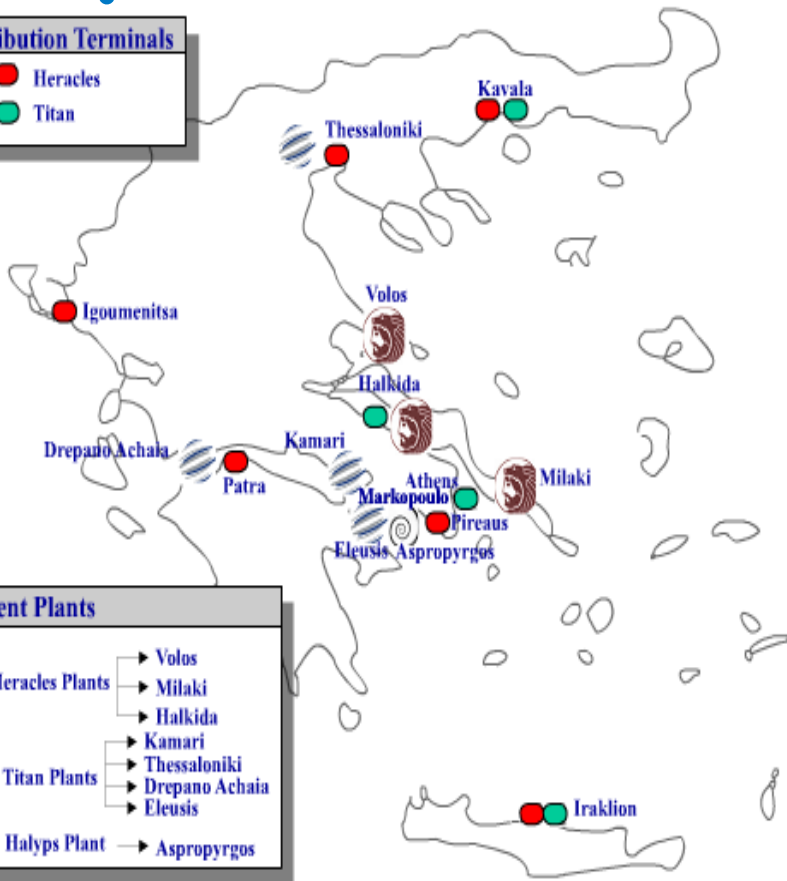 ibution Terminals
Heracles
Titan
Kavala
Thessaloniki
Igoumenitsa
Volos
Halkida
Drepano Achaia
Kamari
Patra
Athens
Milaki
Markopoulo
Pireaus
Eleusis Aspropyrgos
ent Plants
Heracles Plants
Volos
Milaki
Halkida
Titan Plants
Kamari
Thessaloniki
Drepano Achaia
Eleusis
Halyps Plant
Aspropyrgos
Iraklion